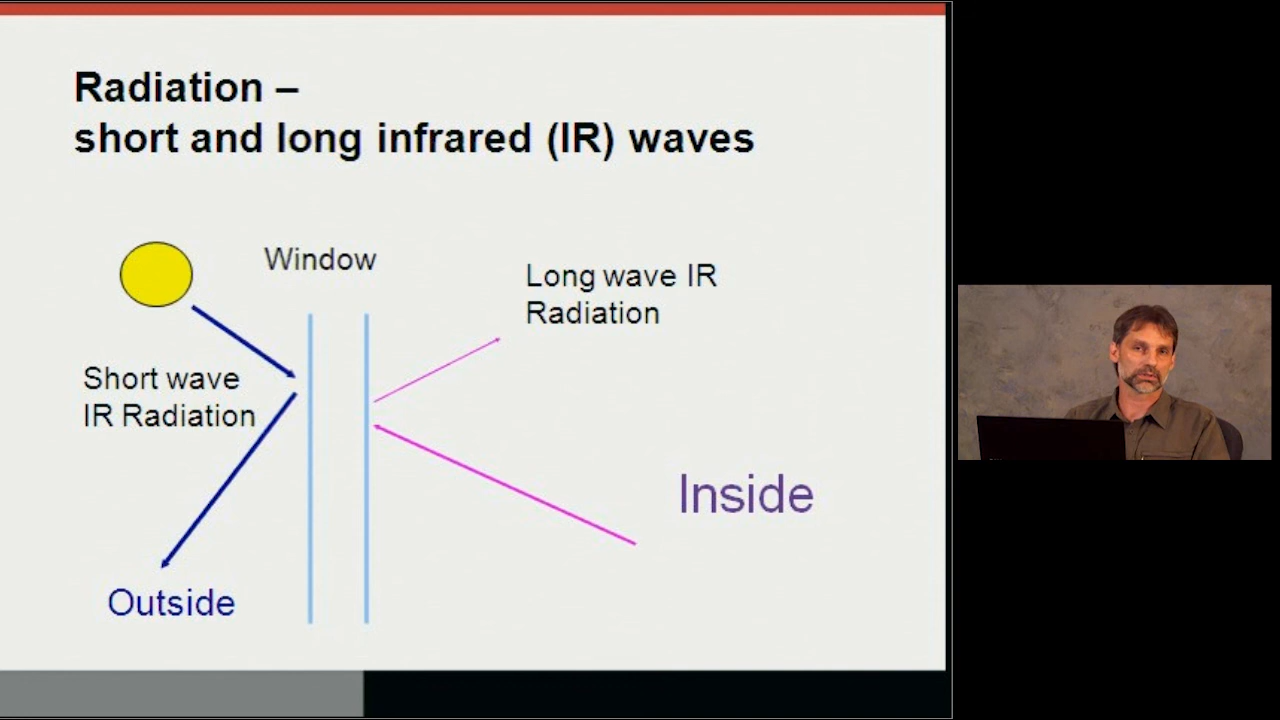 Radiation –
short and long infrared (IR) waves
Window
Long wave IR
Radiation
Short wave
IR Radiation
Inside
Outside